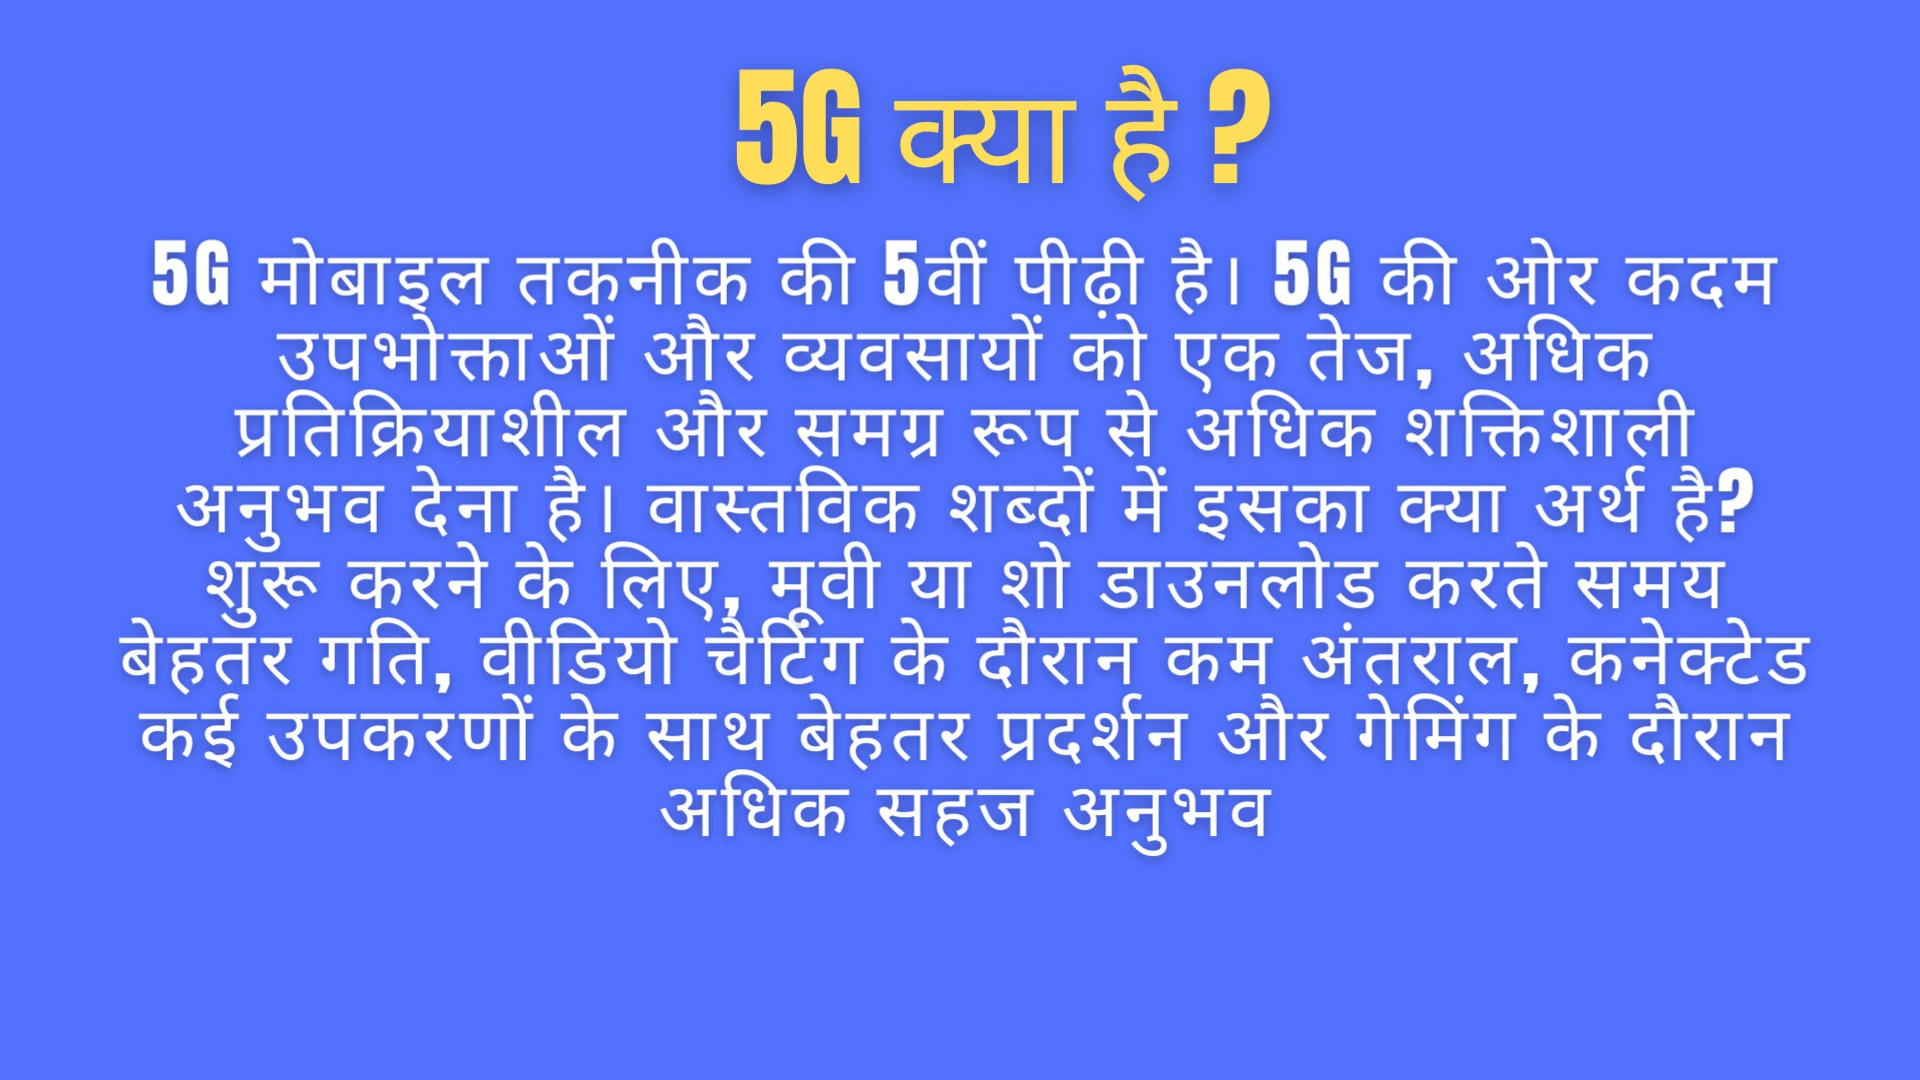 5G क्या है ?
5G मोबाइल तकनीक की 5वीं पीढ़ी है। 5G की ओर कदम
उपभोक्ताओं और व्यवसायों को एक तेज, अधिक
प्रतिक्रियाशील और समग्र रूप से अधिक शक्तिशाली
अनुभव देना है। वास्तविक शब्दों में इसका क्या अर्थ है?
शुरू करने के लिए, मूवी या शो डाउनलोड करते समय
बेहतर गति, वीडियो चैटिंग के दौरान कम अंतराल, कनेक्टेड
कई उपकरणों के साथ बेहतर प्रदर्शन और गेमिंग के दौरान
अधिक सहज अनुभव